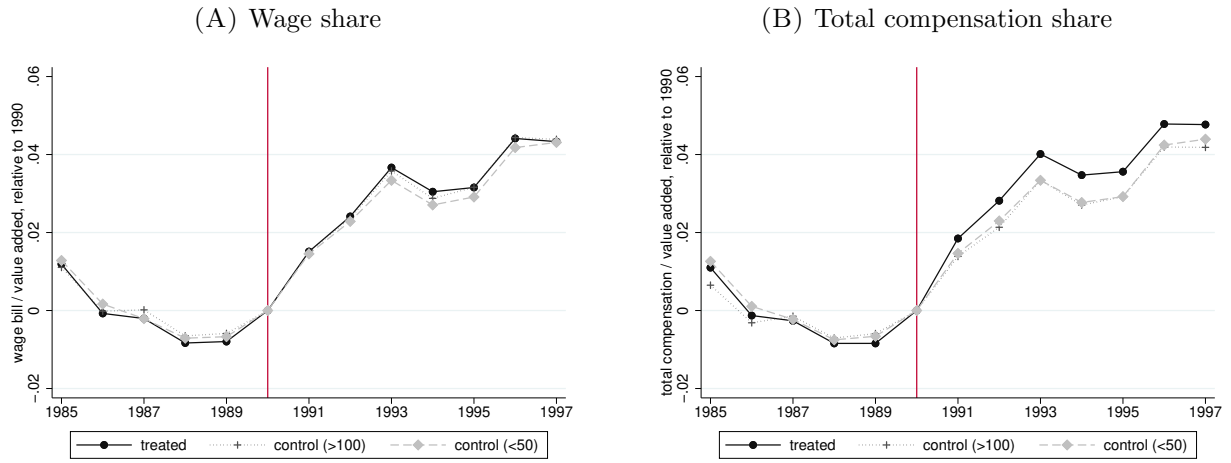 (A) Wage share
wage bill / value added, relative to 1990
.06
.04
.02
0
-.02
1985 1987 1989 1991 1993 1995 1997
treated control (>100) control (<50)
(B) Total compensation share
total compensation / value added, relative to 1990
.06
.04
.02
0
-.02
1985 1987 1989 1991 1993 1995 1997
treated control (>100) control (<50)